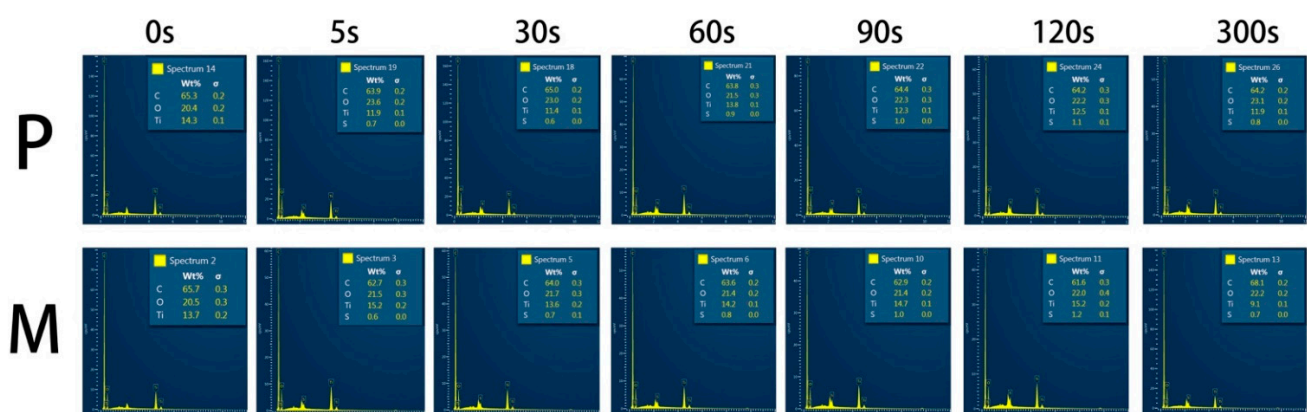 0s 5s 30s 60s 90s 120s 300s
P
Spectrum 14
Wt% σ
C 65.3 0.2
O 20.4 0.2
Ti 14.3 0.1
Spectrum 19
Wt% σ
C 63.9 0.2
O 23.6 0.2
Ti 11.9 0.1
S 0.7 0.0
Spectrum 18
Wt% σ
C 65.0 0.2
O 23.0 0.2
Ti 11.4 0.1
S 0.6 0.0
Spectrum 21
Wt% σ
C 63.8 0.3
O 21.5 0.3
Ti 13.8 0.1
S 0.9 0.0
Spectrum 22
Wt% σ
C 64.4 0.3
O 22.3 0.3
Ti 12.3 0.1
S 1.0 0.0
Spectrum 24
Wt% σ
C 64.2 0.3
O 22.2 0.3
Ti 12.5 0.1
S 1.1 0.1
Spectrum 26
Wt% σ
C 64.2 0.2
O 23.1 0.2
Ti 11.9 0.1
S 0.8 0.0
M
Spectrum 2
Wt% σ
C 65.7 0.3
O 20.5 0.3
Ti 13.7 0.2
Spectrum 3
Wt% σ
C 62.7 0.3
O 21.5 0.3
Ti 15.2 0.2
S 0.6 0.0
Spectrum 5
Wt% σ
C 64.0 0.3
O 21.7 0.3
Ti 13.6 0.2
S 0.7 0.1
Spectrum 6
Wt% σ
C 63.6 0.2
O 21.4 0.2
Ti 14.2 0.1
S 0.8 0.0
Spectrum 10
Wt% σ
C 62.9 0.2
O 21.4 0.2
Ti 14.7 0.1
S 1.0 0.0
Spectrum 11
Wt% σ
C 61.6 0.3
O 22.0 0.4
Ti 15.2 0.2
S 1.2 0.1
Spectrum 13
Wt% σ
C 68.1 0.2
O 22.2 0.2
Ti 9.1 0.1
S 0.7 0.0